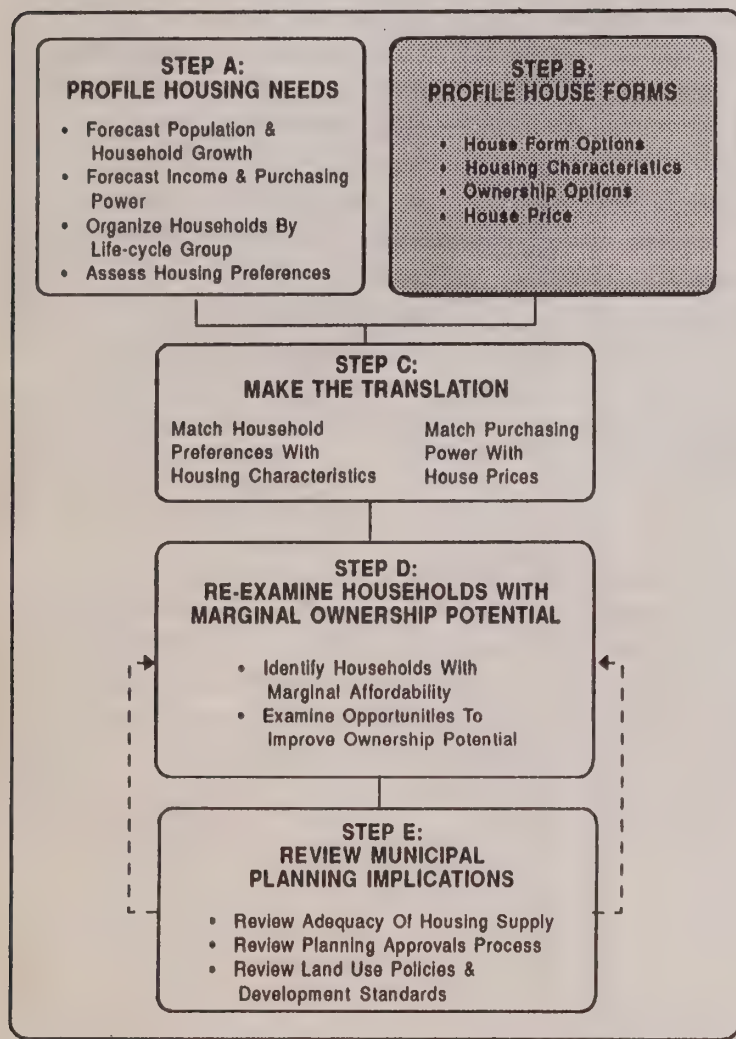 STEP A:
PROFILE HOUSING NEEDS
• Forecast Population &
Household Growth
• Forecast Income & Purchasing
Power
• Organize Households By
Life-cycle Group
• Assess Housing Preferences
STEP B:
PROFILE HOUSE FORMS
• House Form Options
• Housing Characteristics
• Ownership Options
• House Price
STEP C:
MAKE THE TRANSLATION
Match Household
Preferences With
Housing Characteristics
Match Purchasing
Power With
House Prices
STEP D:
RE-EXAMINE HOUSEHOLDS WITH
MARGINAL OWNERSHIP POTENTIAL
• Identify Households With
Marginal Affordability
• Examine Opportunities To
Improve Ownership Potential
STEP E:
REVIEW MUNICIPAL
PLANNING IMPLICATIONS
• Review Adequacy Of Housing Supply
• Review Planning Approvals Process
• Review Land Use Policies &
Development Standards